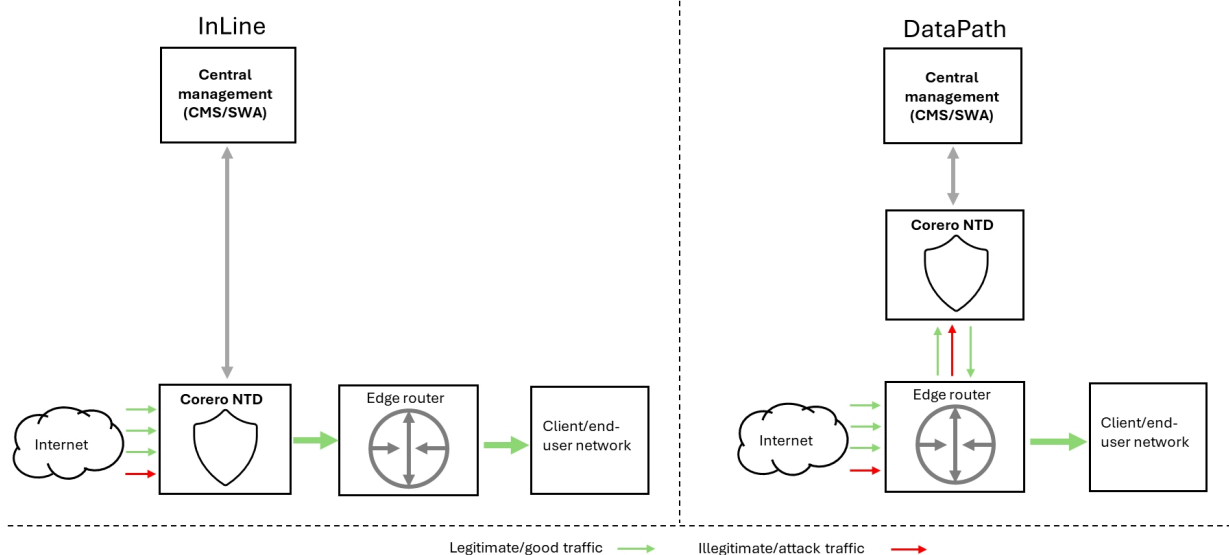 InLine
Central
management
(CMS/SWA)
Corero NTD
Internet
Edge router
Client/end-
user network
DataPath
Central
management
(CMS/SWA)
Corero NTD
Edge router
Internet
Client/end-
user network
Legitimate/good traffic
Illegitimate/attack traffic